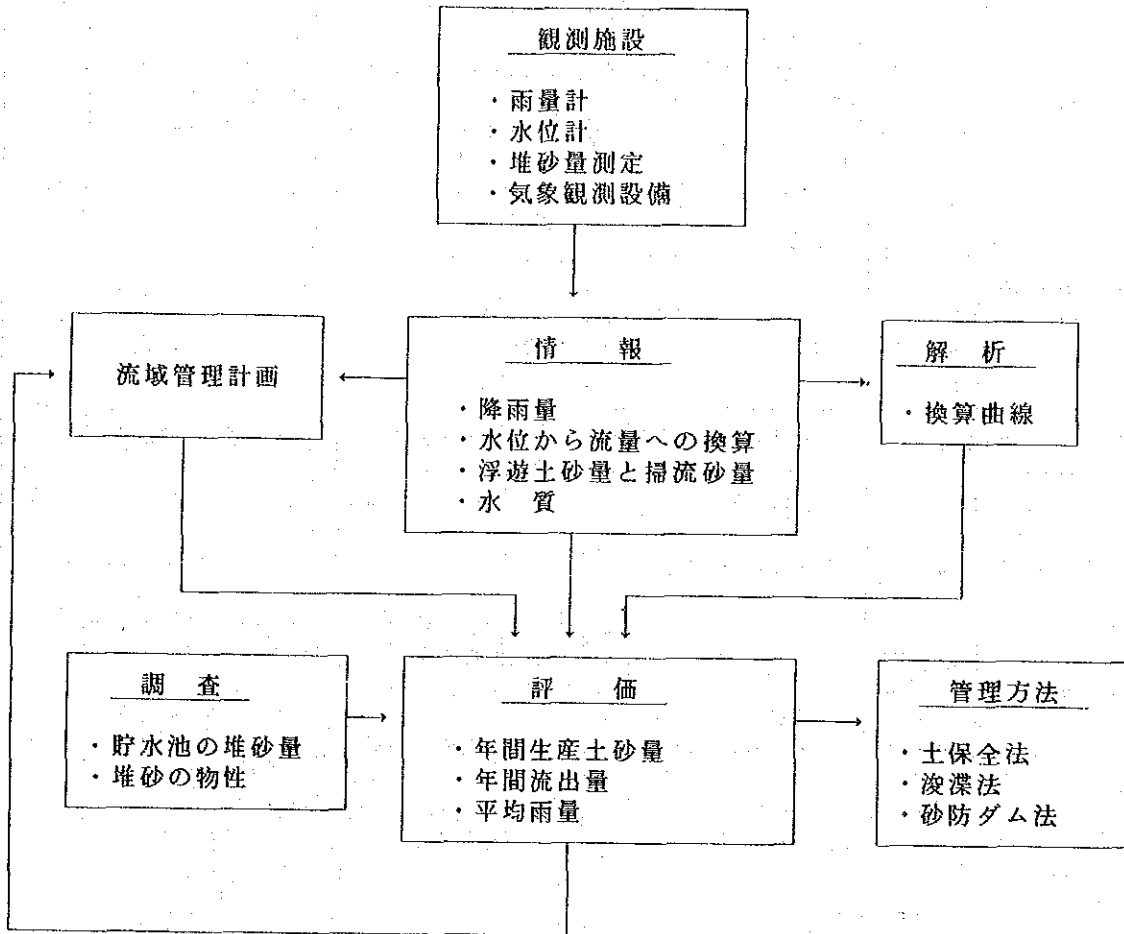 観測施設
・雨量計
・水位計
・堆砂量測定
・気象観測設備
流域管理計画
情　報
・降雨量
・水位から流量への換算
・浮遊土砂量と掃流砂量
・水　質
解　析
・換算曲線
調　査
・貯水池の堆砂量
・堆砂の物性
評　価
・年間生産土砂量
・年間流出量
・平均雨量
管理方法
・土保全法
・浚渫法
・砂防ダム法